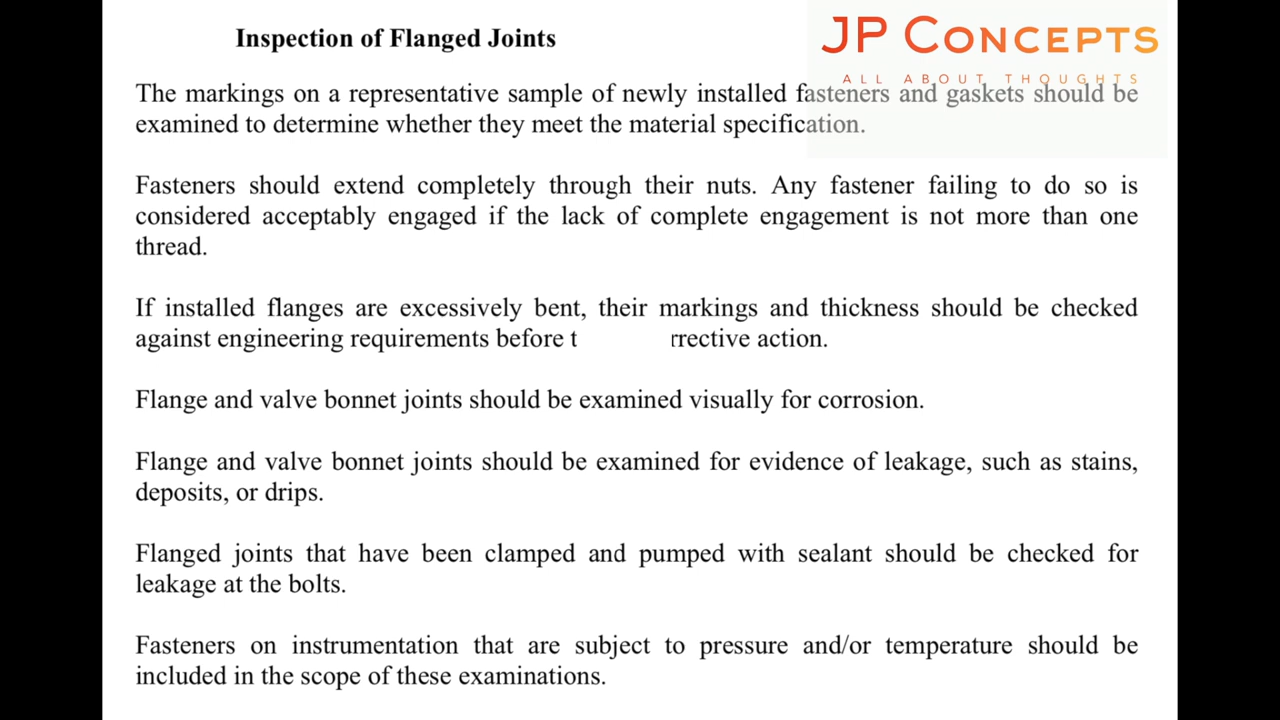 Inspection of Flanged Joints
JP CONCEPTS
ALL ABOUT THOUGHTS
The markings on a representative sample of newly installed fasteners and gaskets should be
examined to determine whether they meet the material specification.
Fasteners should extend completely through their nuts. Any fastener failing to do so is
considered acceptably engaged if the lack of complete engagement is not more than one
thread.
If installed flanges are excessively bent, their markings and thickness should be checked
against engineering requirements before t rrective action.
Flange and valve bonnet joints should be examined visually for corrosion.
Flange and valve bonnet joints should be examined for evidence of leakage, such as stains,
deposits, or drips.
Flanged joints that have been clamped and pumped with sealant should be checked for
leakage at the bolts.
Fasteners on instrumentation that are subject to pressure and/or temperature should be
included in the scope of these examinations.